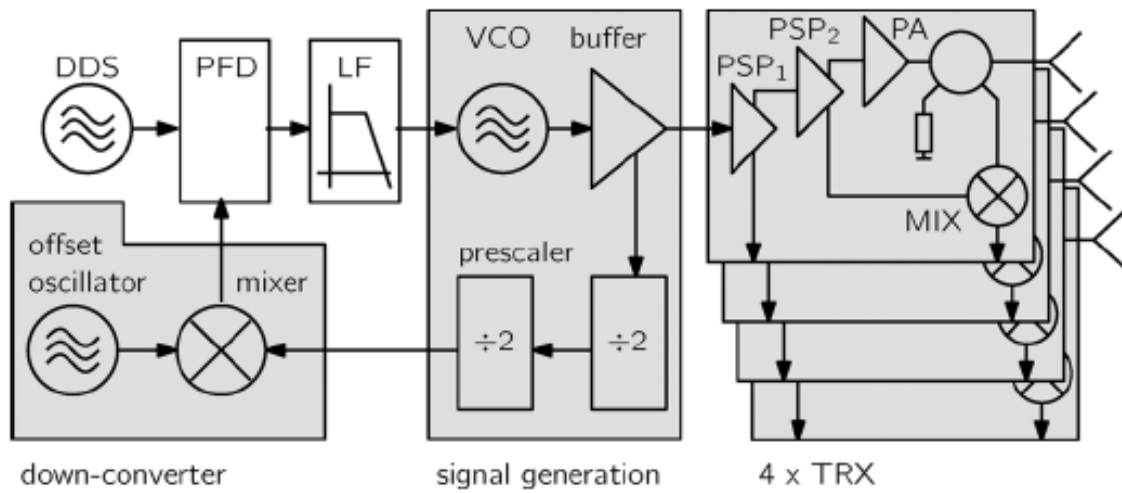 VCO buffer
PSP₂ PA
DDS PFD LF
PSP₁
MIX
offset
oscillator mixer
prescaler
÷2 ÷2
down-converter signal generation 4 x TRX